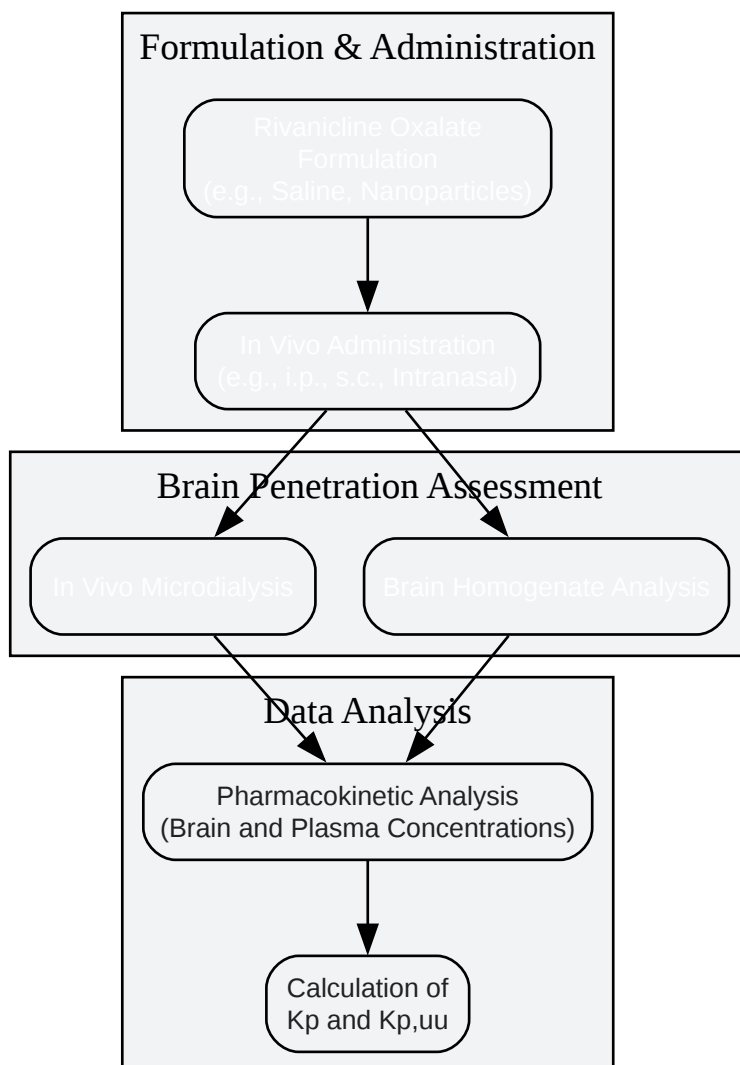 Formulation & Administration
Rivanicline Oxalate
Formulation
(e.g., Saline, Nanoparticles)
In Vivo Administration
(e.g., i.p., s.c., Intranasal)
Brain Penetration Assessment
In Vivo Microdialysis
Brain Homogenate Analysis
Data Analysis
Pharmacokinetic Analysis
(Brain and Plasma Concentrations)
Calculation of
Kp and Kp,uu